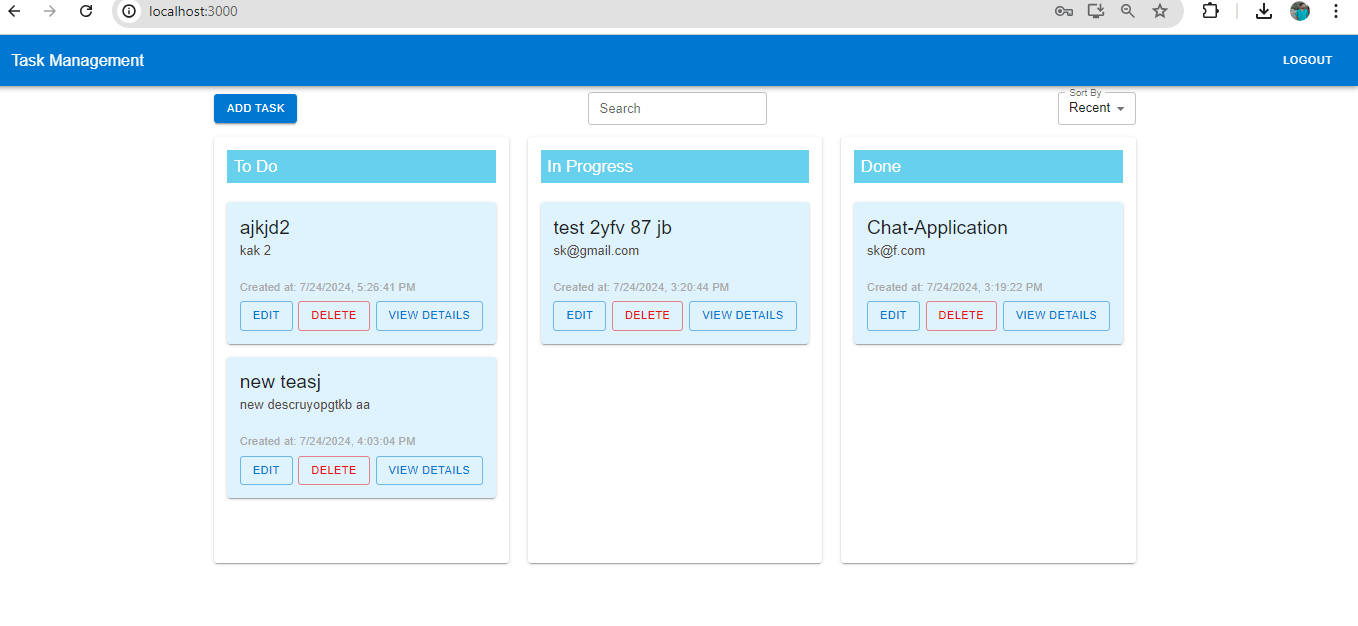 localhost:3000
Task Management
LOGOUT
ADD TASK
Search
Sort By
Recent
To Do
ajkjd2
kak 2
Created at: 7/24/2024, 5:26:41 PM
EDIT DELETE VIEW DETAILS
new teasj
new descruyopgtkb aa
Created at: 7/24/2024, 4:03:04 PM
EDIT DELETE VIEW DETAILS
In Progress
test 2yfv 87 jb
sk@gmail.com
Created at: 7/24/2024, 3:20:44 PM
EDIT DELETE VIEW DETAILS
Done
Chat-Application
sk@f.com
Created at: 7/24/2024, 3:19:22 PM
EDIT DELETE VIEW DETAILS